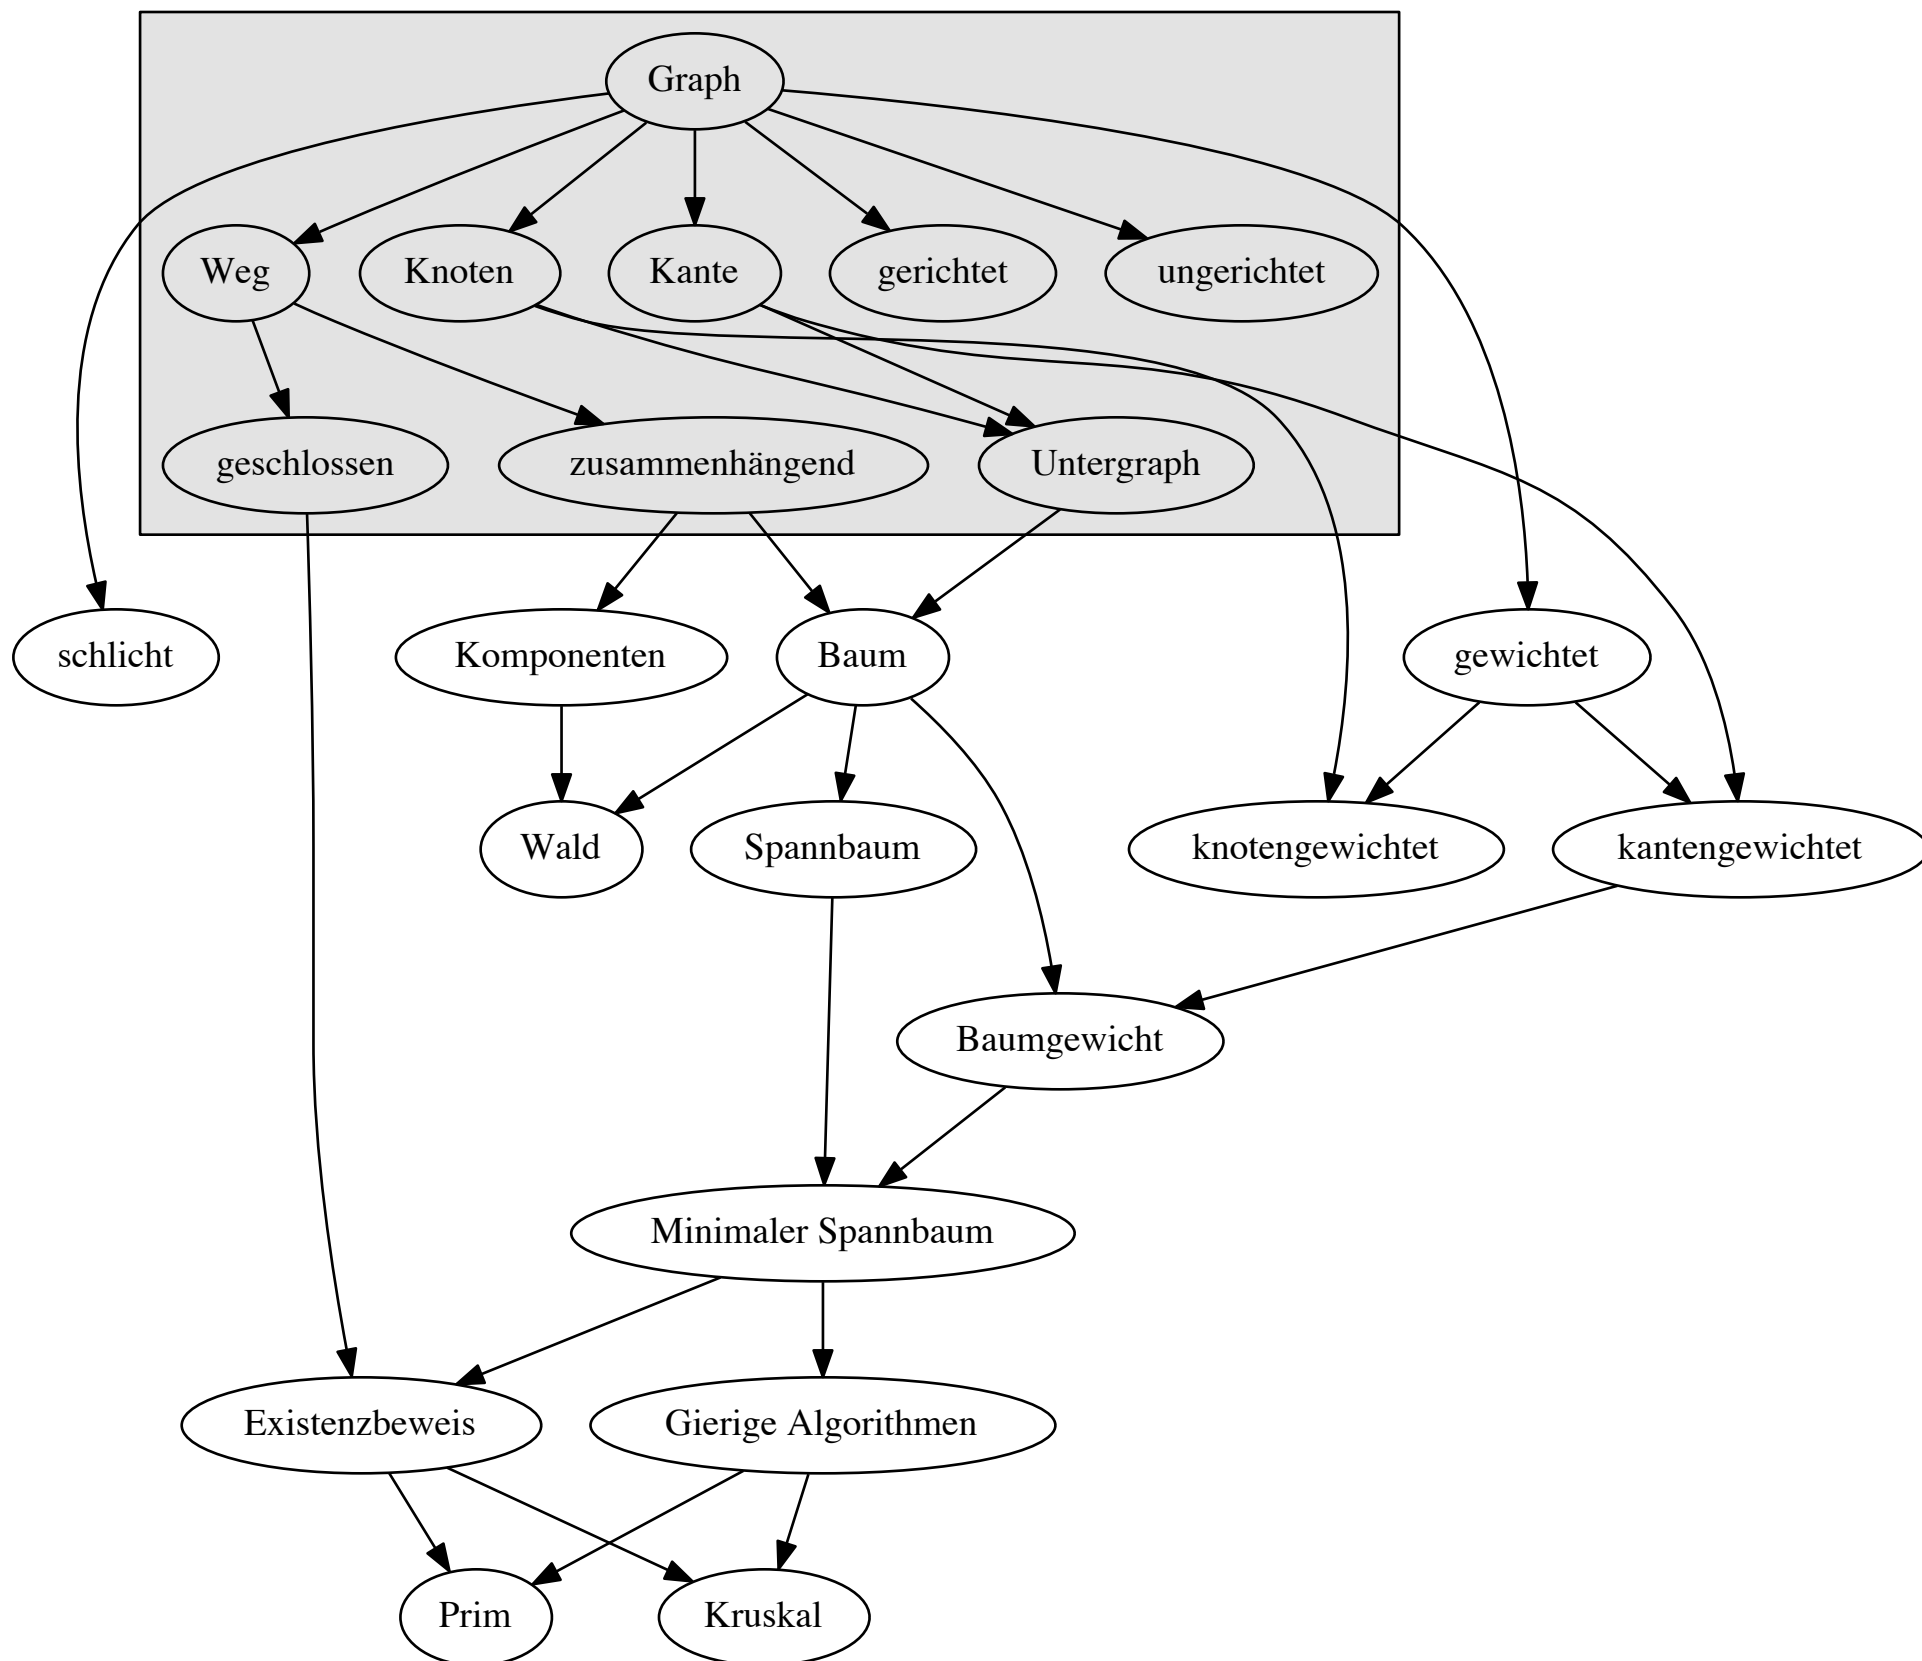 Graph
Weg
Knoten
Kante
gerichtet
ungerichtet
geschlossen
zusammenhängend
Untergraph
schlicht
Komponenten
Baum
gewichtet
Wald
Spannbaum
knotengewichtet
kantengewichtet
Baumgewicht
Minimaler Spannbaum
Existenzbeweis
Gierige Algorithmen
Prim
Kruskal